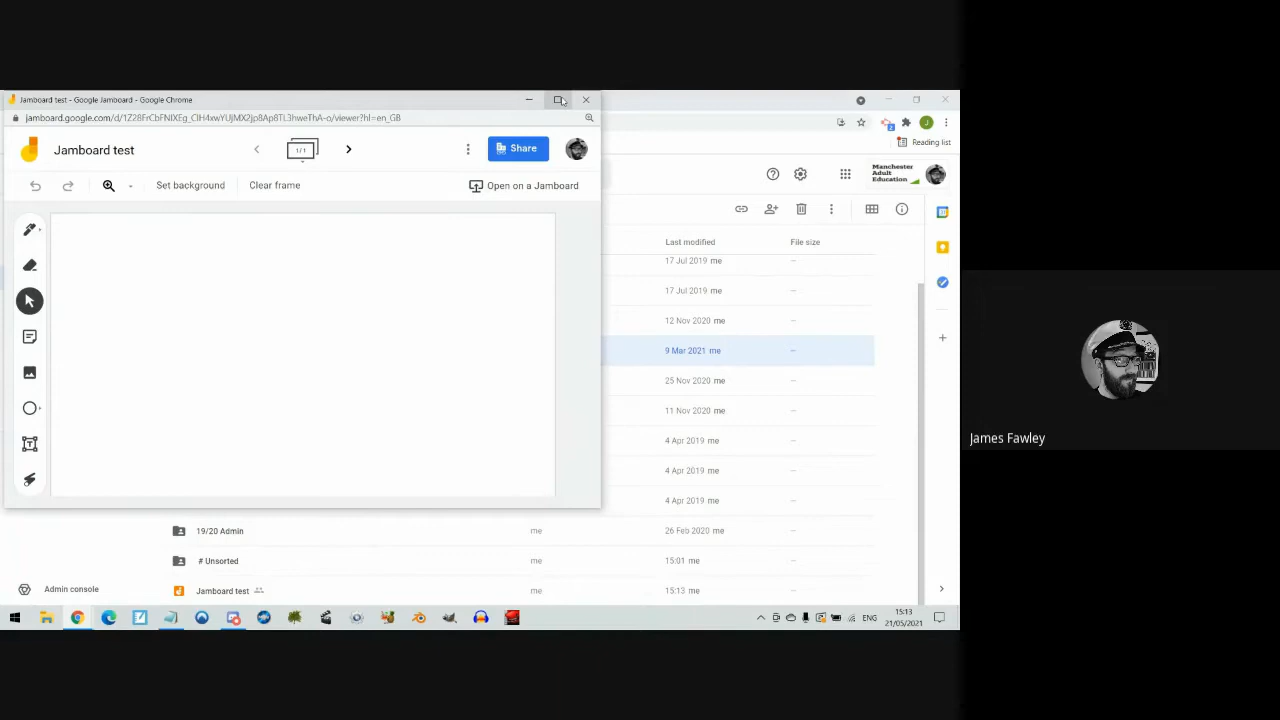 Jamboard test - Google Jamboard - Google Chrome
jamboard.google.com/d/1Z28FrCbFNlXEg_ClH4xwYUjMX2jp8Ap8TL3hweThA-o/viewer?hl=en_GB
Jamboard test
1/1
Share
Reading list
Manchester
Adult
Education
Set background
Clear frame
Open on a Jamboard
Last modified
File size
17 Jul 2019 me
–
17 Jul 2019 me
–
12 Nov 2020 me
–
9 Mar 2021 me
–
25 Nov 2020 me
–
11 Nov 2020 me
–
4 Apr 2019 me
–
4 Apr 2019 me
–
4 Apr 2019 me
–
19/20 Admin
me
26 Feb 2020 me
–
# Unsorted
me
15:01 me
–
Admin console
Jamboard test
me
15:13 me
–
ENG
15:13
21/05/2021
James Fawley